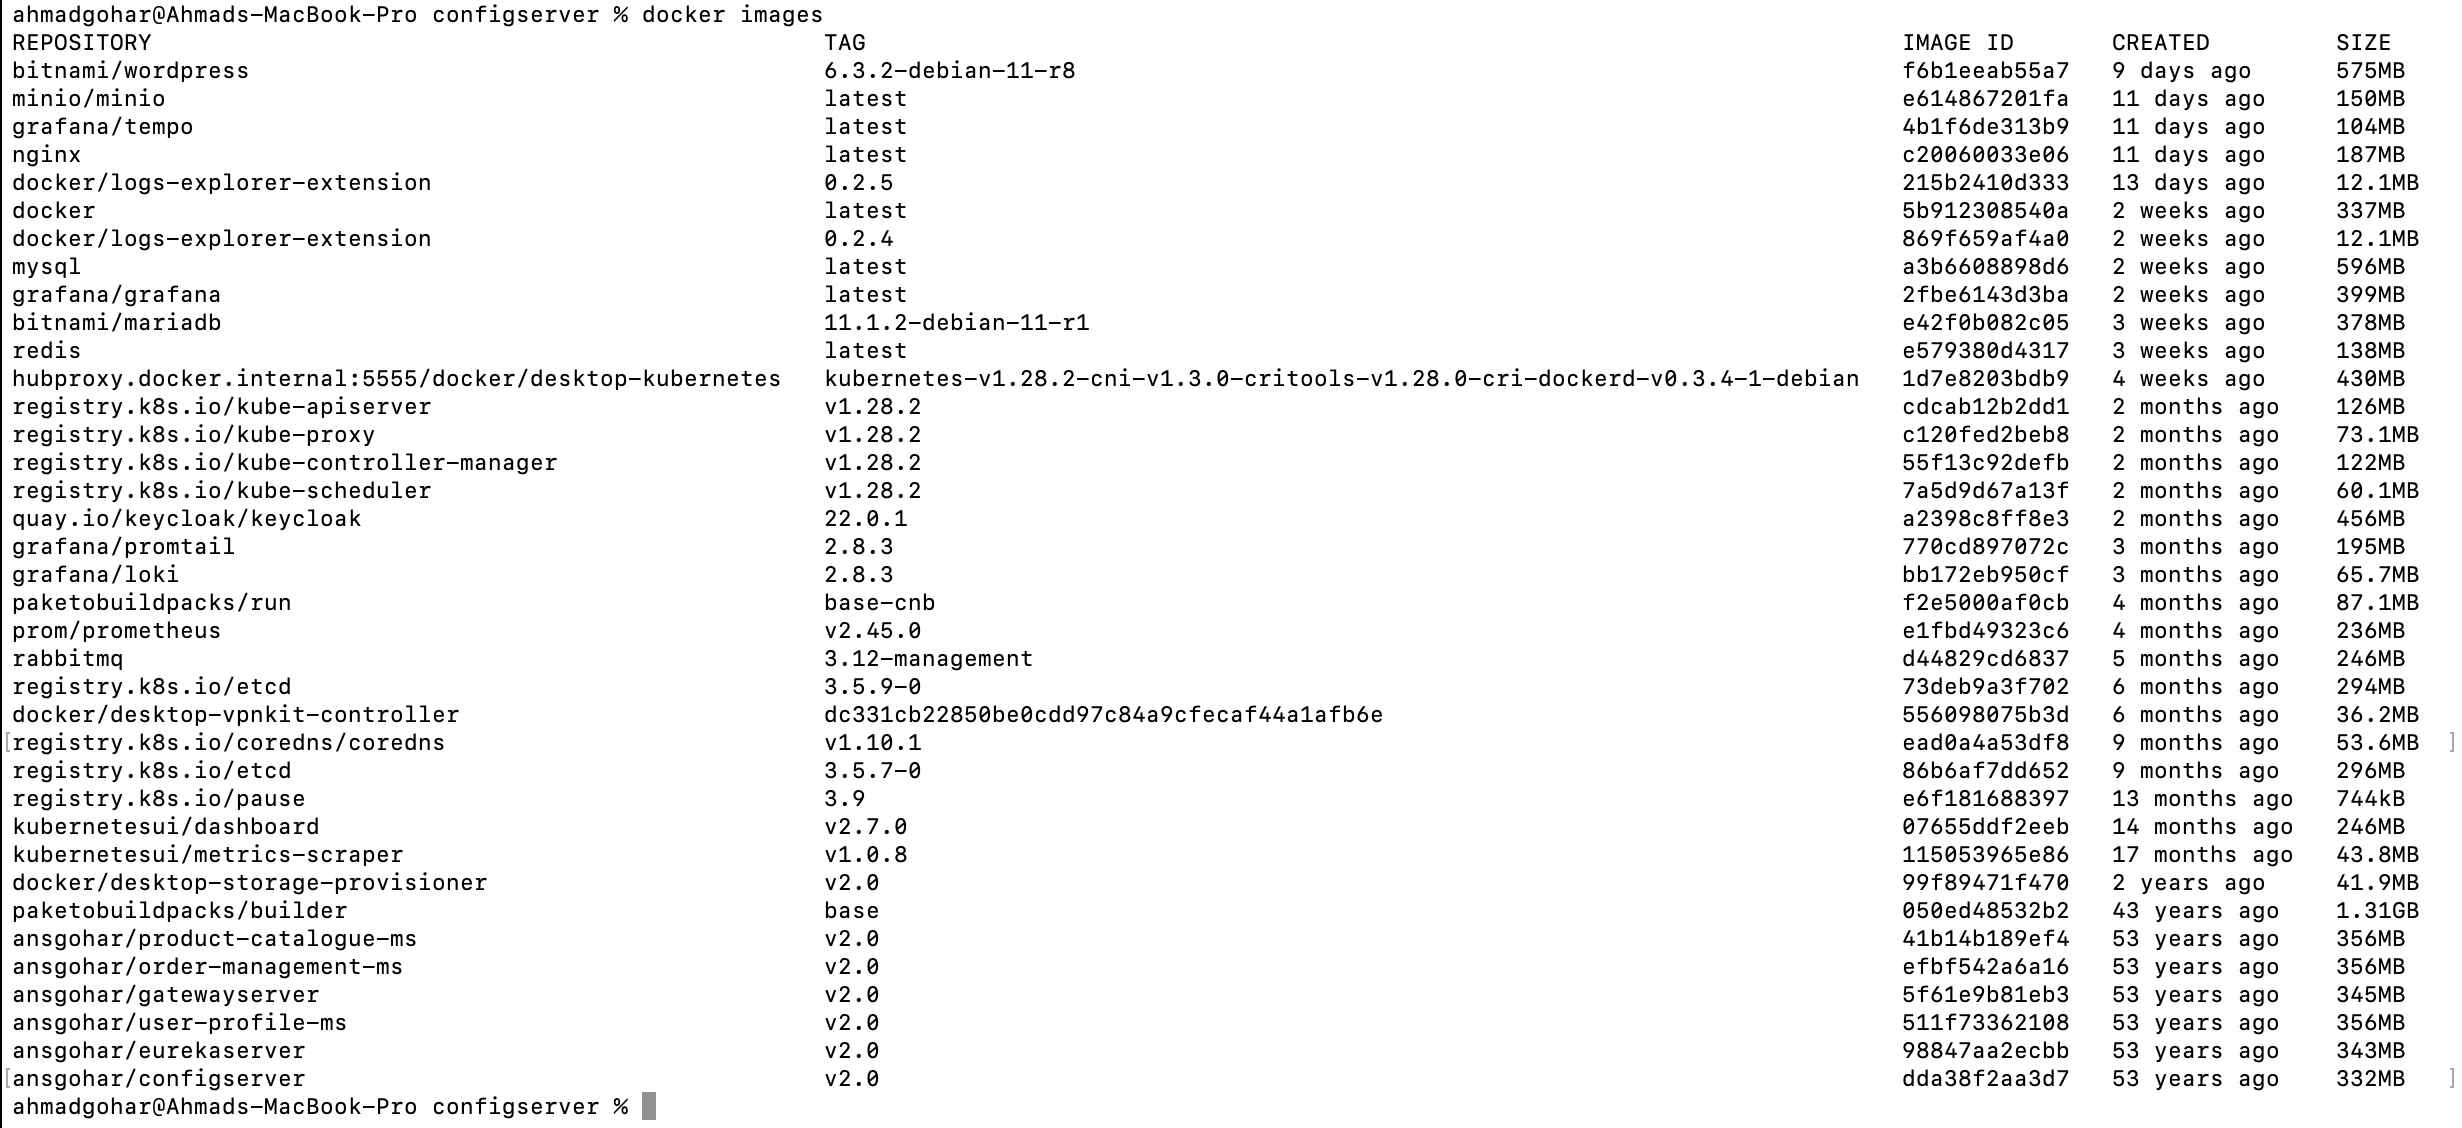 ahmadgohar@Ahmads-MacBook-Pro configserver % docker images
REPOSITORY TAG IMAGE ID CREATED SIZE
bitnami/wordpress 6.3.2-debian-11-r8 f6b1eeab55a7 9 days ago 575MB
minio/minio latest e614867201fa 11 days ago 150MB
grafana/tempo latest 4b1f6de313b9 11 days ago 104MB
nginx latest c20060033e06 11 days ago 187MB
docker/logs-explorer-extension 0.2.5 215b2410d333 13 days ago 12.1MB
docker latest 5b912308540a 2 weeks ago 337MB
docker/logs-explorer-extension 0.2.4 869f659af4a0 2 weeks ago 12.1MB
mysql latest a3b6608898d6 2 weeks ago 596MB
grafana/grafana latest 2fbe6143d3ba 2 weeks ago 399MB
bitnami/mariadb 11.1.2-debian-11-r1 e42f0b082c05 3 weeks ago 378MB
redis latest e579380d4317 3 weeks ago 138MB
hubproxy.docker.internal:5555/docker/desktop-kubernetes kubernetes-v1.28.2-cni-v1.3.0-critools-v1.28.0-cri-dockerd-v0.3.4-1-debian 1d7e8203bdb9 4 weeks ago 430MB
registry.k8s.io/kube-apiserver v1.28.2 cdcab12b2dd1 2 months ago 126MB
registry.k8s.io/kube-proxy v1.28.2 c120fed2beb8 2 months ago 73.1MB
registry.k8s.io/kube-controller-manager v1.28.2 55f13c92defb 2 months ago 122MB
registry.k8s.io/kube-scheduler v1.28.2 7a5d9d67a13f 2 months ago 60.1MB
quay.io/keycloak/keycloak 22.0.1 a2398c8ff8e3 2 months ago 456MB
grafana/promtail 2.8.3 770cd897072c 3 months ago 195MB
grafana/loki 2.8.3 bb172eb950cf 3 months ago 65.7MB
paketobuildpacks/run base-cnb f2e5000af0cb 4 months ago 87.1MB
prom/prometheus v2.45.0 e1fbd49323c6 4 months ago 236MB
rabbitmq 3.12-management d44829cd6837 5 months ago 246MB
registry.k8s.io/etcd 3.5.9-0 73deb9a3f702 6 months ago 294MB
docker/desktop-vpnkit-controller dc331cb22850be0cdd97c84a9cfecaf44a1afb6e 556098075b3d 6 months ago 36.2MB
[registry.k8s.io/coredns/coredns v1.10.1 ead0a4a53df8 9 months ago 53.6MB ]
registry.k8s.io/etcd 3.5.7-0 86b6af7dd652 9 months ago 296MB
registry.k8s.io/pause 3.9 e6f181688397 13 months ago 744kB
kubernetesui/dashboard v2.7.0 07655ddf2eeb 14 months ago 246MB
kubernetesui/metrics-scraper v1.0.8 115053965e86 17 months ago 43.8MB
docker/desktop-storage-provisioner v2.0 99f89471f470 2 years ago 41.9MB
paketobuildpacks/builder base 050ed48532b2 43 years ago 1.31GB
ansgohar/product-catalogue-ms v2.0 41b14b189ef4 53 years ago 356MB
ansgohar/order-management-ms v2.0 efbf542a6a16 53 years ago 356MB
ansgohar/gatewayserver v2.0 5f61e9b81eb3 53 years ago 345MB
ansgohar/user-profile-ms v2.0 511f73362108 53 years ago 356MB
ansgohar/eurekaserver v2.0 98847aa2ecbb 53 years ago 343MB
[ansgohar/configserver v2.0 dda38f2aa3d7 53 years ago 332MB ]
ahmadgohar@Ahmads-MacBook-Pro configserver %